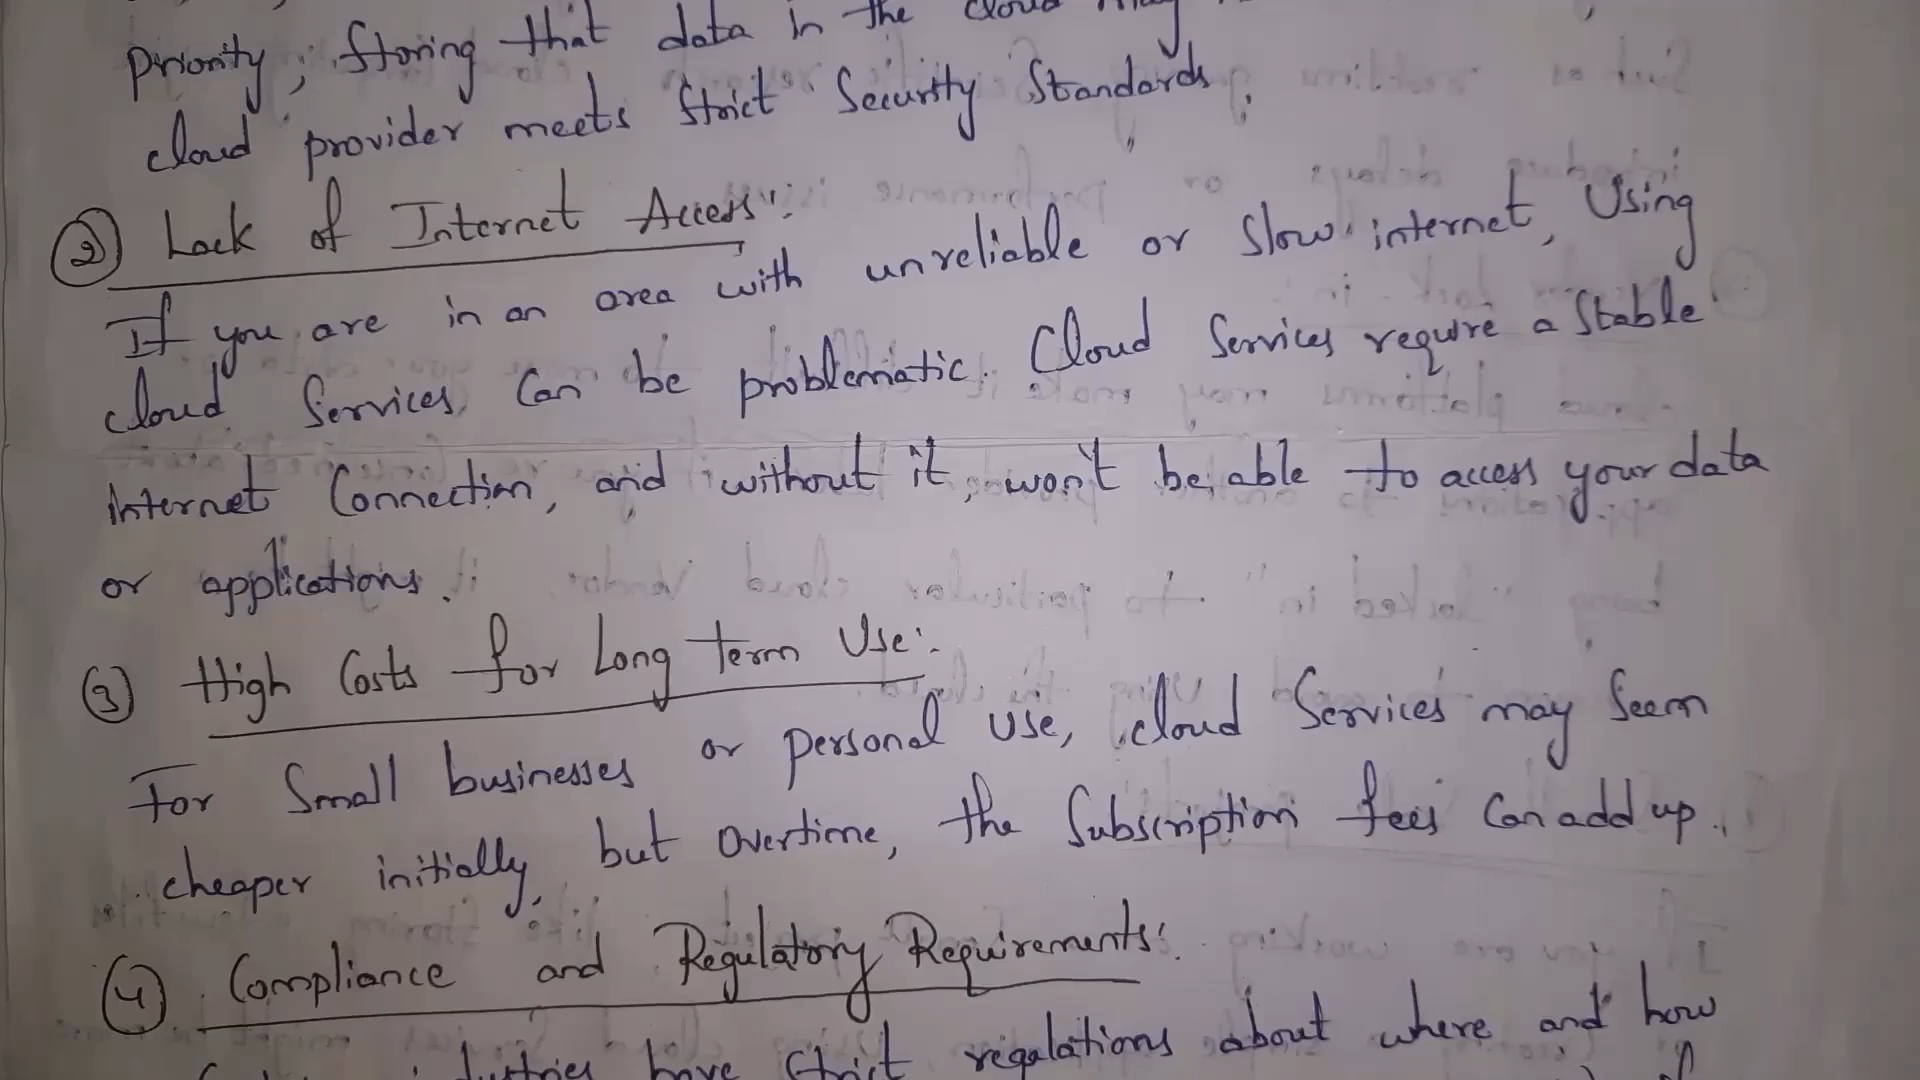 priority, storing that data in the cloud may
cloud provider meets strict security standards.
② Lack of Internet Access:
If you are in an area with unreliable or slow internet, Using
cloud services, can be problematic. Cloud Services require a stable
internet Connection, and without it, won't be able to access your data
or applications.
③ High Costs for Long term Use:
For Small businesses or personal use, cloud Services may seem
cheaper initially, but overtime, the Subscription fees can add up.
④ Compliance and Regulatory Requirements:
have strict regulations about where and how